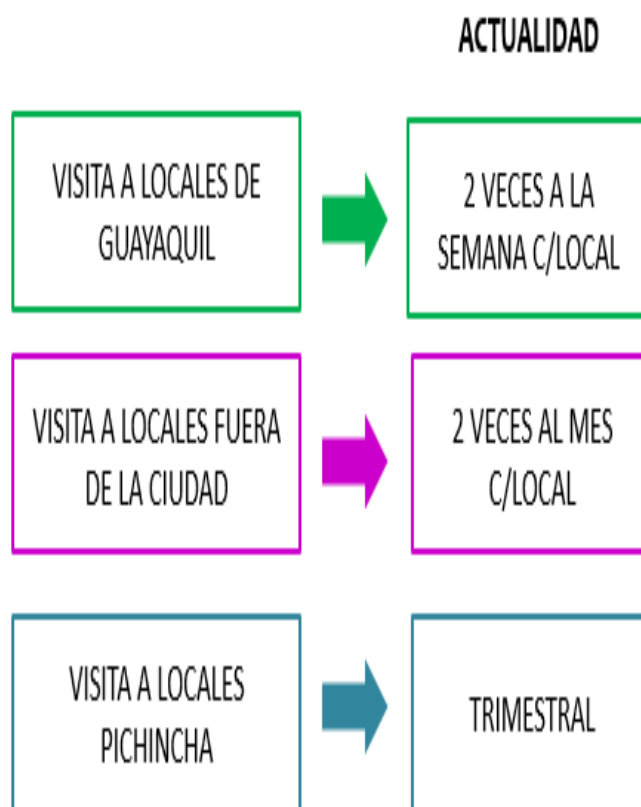 ACTUALIDAD
VISITA A LOCALES DE
GUAYAQUIL
2 VECES A LA
SEMANA C/LOCAL
VISITA A LOCALES FUERA
DE LA CIUDAD
2 VECES AL MES
C/LOCAL
VISITA A LOCALES
PICHINCHA
TRIMESTRAL